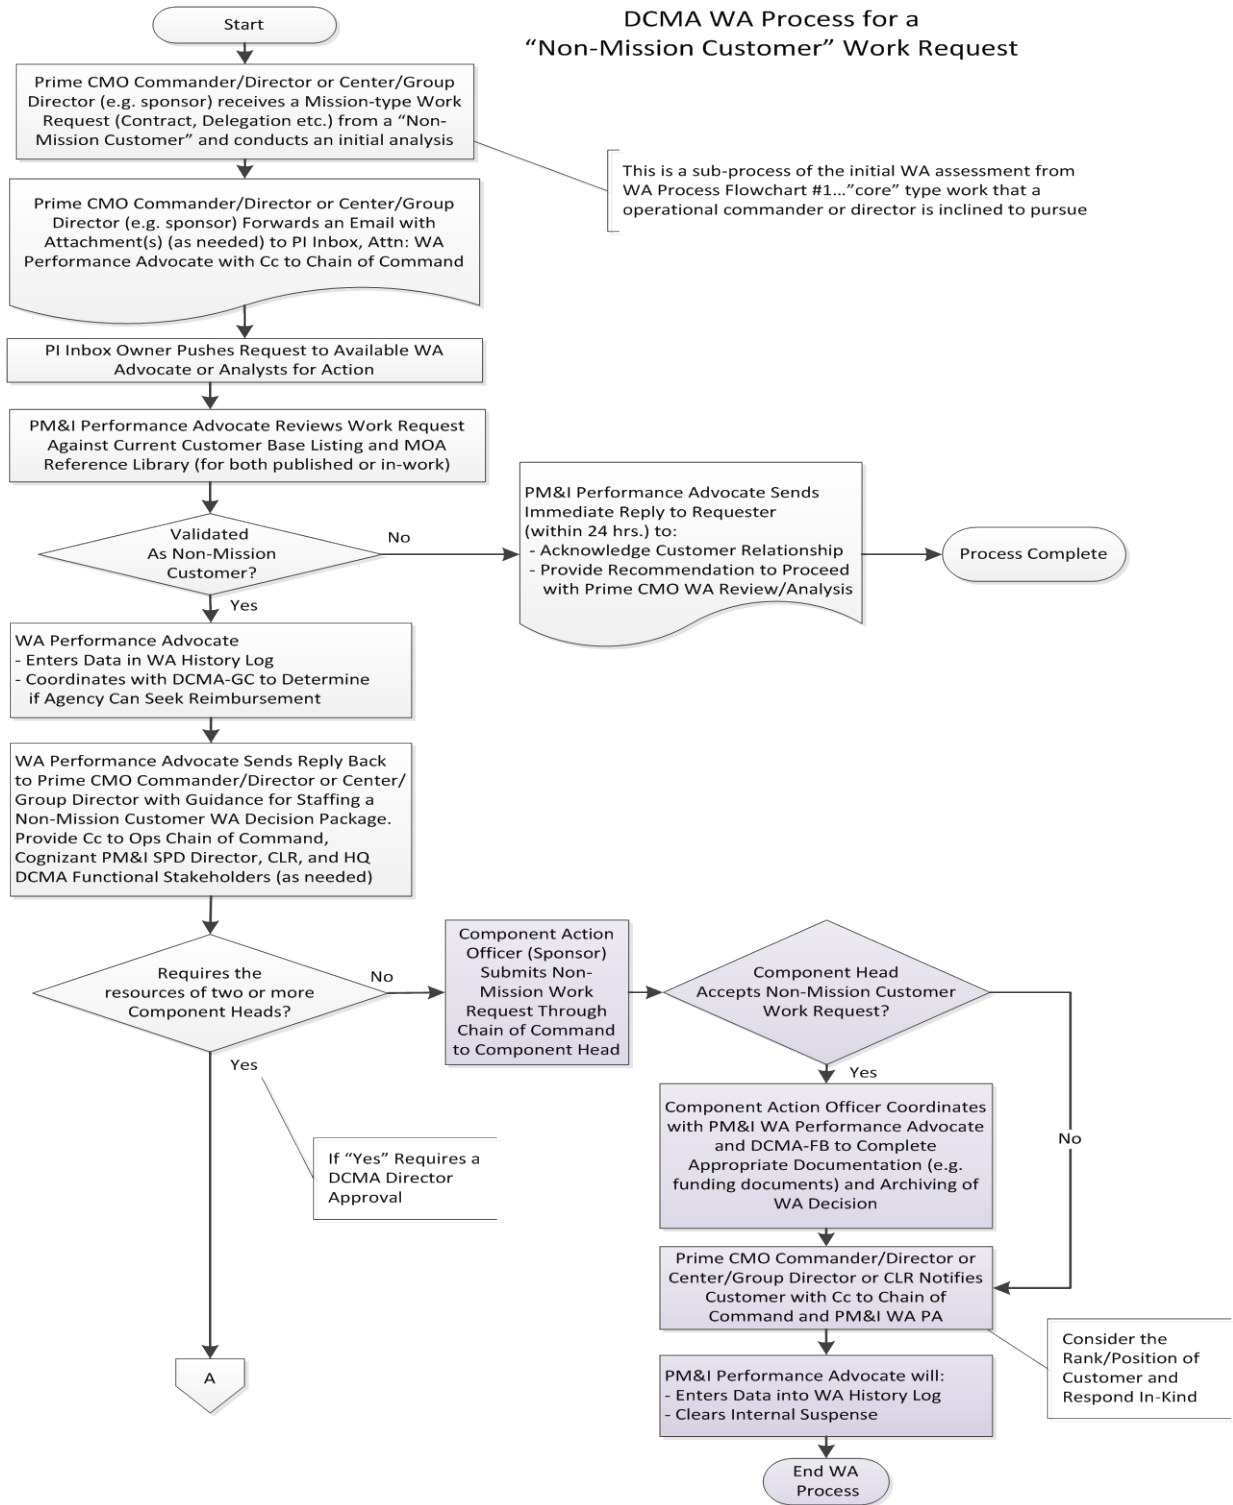 DCMA WA Process for a
“Non-Mission Customer” Work Request
Start
Prime CMO Commander/Director or Center/Group
Director (e.g. sponsor) receives a Mission-type Work
Request (Contract, Delegation etc.) from a “Non-
Mission Customer” and conducts an initial analysis
This is a sub-process of the initial WA assessment from
WA Process Flowchart #1…”core” type work that a
operational commander or director is inclined to pursue
Prime CMO Commander/Director or Center/Group
Director (e.g. sponsor) Forwards an Email with
Attachment(s) (as needed) to PI Inbox, Attn: WA
Performance Advocate with Cc to Chain of Command
PI Inbox Owner Pushes Request to Available WA
Advocate or Analysts for Action
PM&I Performance Advocate Reviews Work Request
Against Current Customer Base Listing and MOA
Reference Library (for both published or in-work)
Validated
As Non-Mission
Customer?
No
PM&I Performance Advocate Sends
Immediate Reply to Requester
(within 24 hrs.) to:
- Acknowledge Customer Relationship
- Provide Recommendation to Proceed
with Prime CMO WA Review/Analysis
Process Complete
Yes
WA Performance Advocate
- Enters Data in WA History Log
- Coordinates with DCMA-GC to Determine
if Agency Can Seek Reimbursement
WA Performance Advocate Sends Reply Back
to Prime CMO Commander/Director or Center/
Group Director with Guidance for Staffing a
Non-Mission Customer WA Decision Package.
Provide Cc to Ops Chain of Command,
Cognizant PM&I SPD Director, CLR, and HQ
DCMA Functional Stakeholders (as needed)
Requires the
resources of two or more
Component Heads?
No
Component Action
Officer (Sponsor)
Submits Non-
Mission Work
Request Through
Chain of Command
to Component Head
Component Head
Accepts Non-Mission Customer
Work Request?
Yes
If “Yes” Requires a
DCMA Director
Approval
A
Yes
Component Action Officer Coordinates
with PM&I WA Performance Advocate
and DCMA-FB to Complete
Appropriate Documentation (e.g.
funding documents) and Archiving of
WA Decision
No
Prime CMO Commander/Director or
Center/Group Director or CLR Notifies
Customer with Cc to Chain of
Command and PM&I WA PA
Consider the
Rank/Position of
Customer and
Respond In-Kind
PM&I Performance Advocate will:
- Enters Data into WA History Log
- Clears Internal Suspense
End WA
Process